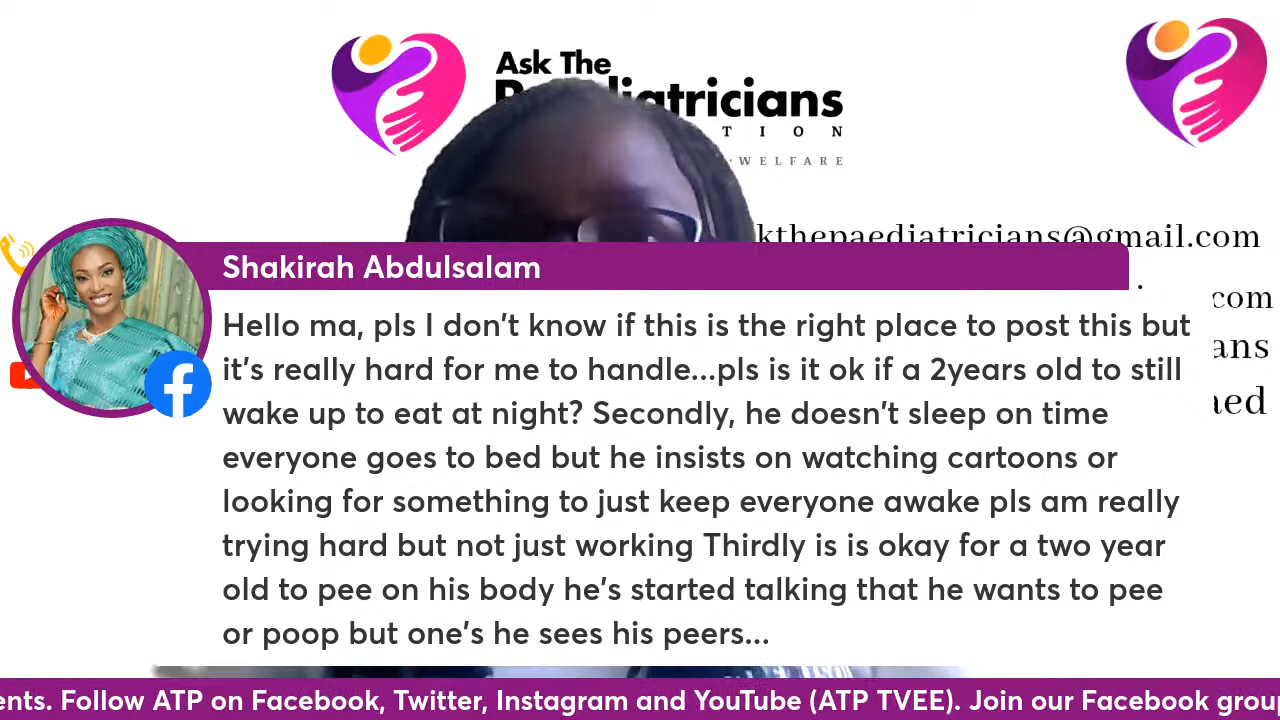 Ask The
iatricians
T I O N
WELFARE
kthepaediatricians@gmail.com
Shakirah Abdulsalam
.com
ans
aed
Hello ma, pls I don't know if this is the right place to post this but
it's really hard for me to handle...pls is it ok if a 2years old to still
wake up to eat at night? Secondly, he doesn't sleep on time
everyone goes to bed but he insists on watching cartoons or
looking for something to just keep everyone awake pls am really
trying hard but not just working Thirdly is is okay for a two year
old to pee on his body he's started talking that he wants to pee
or poop but one's he sees his peers...
ents. Follow ATP on Facebook, Twitter, Instagram and YouTube (ATP TVEE). Join our Facebook group